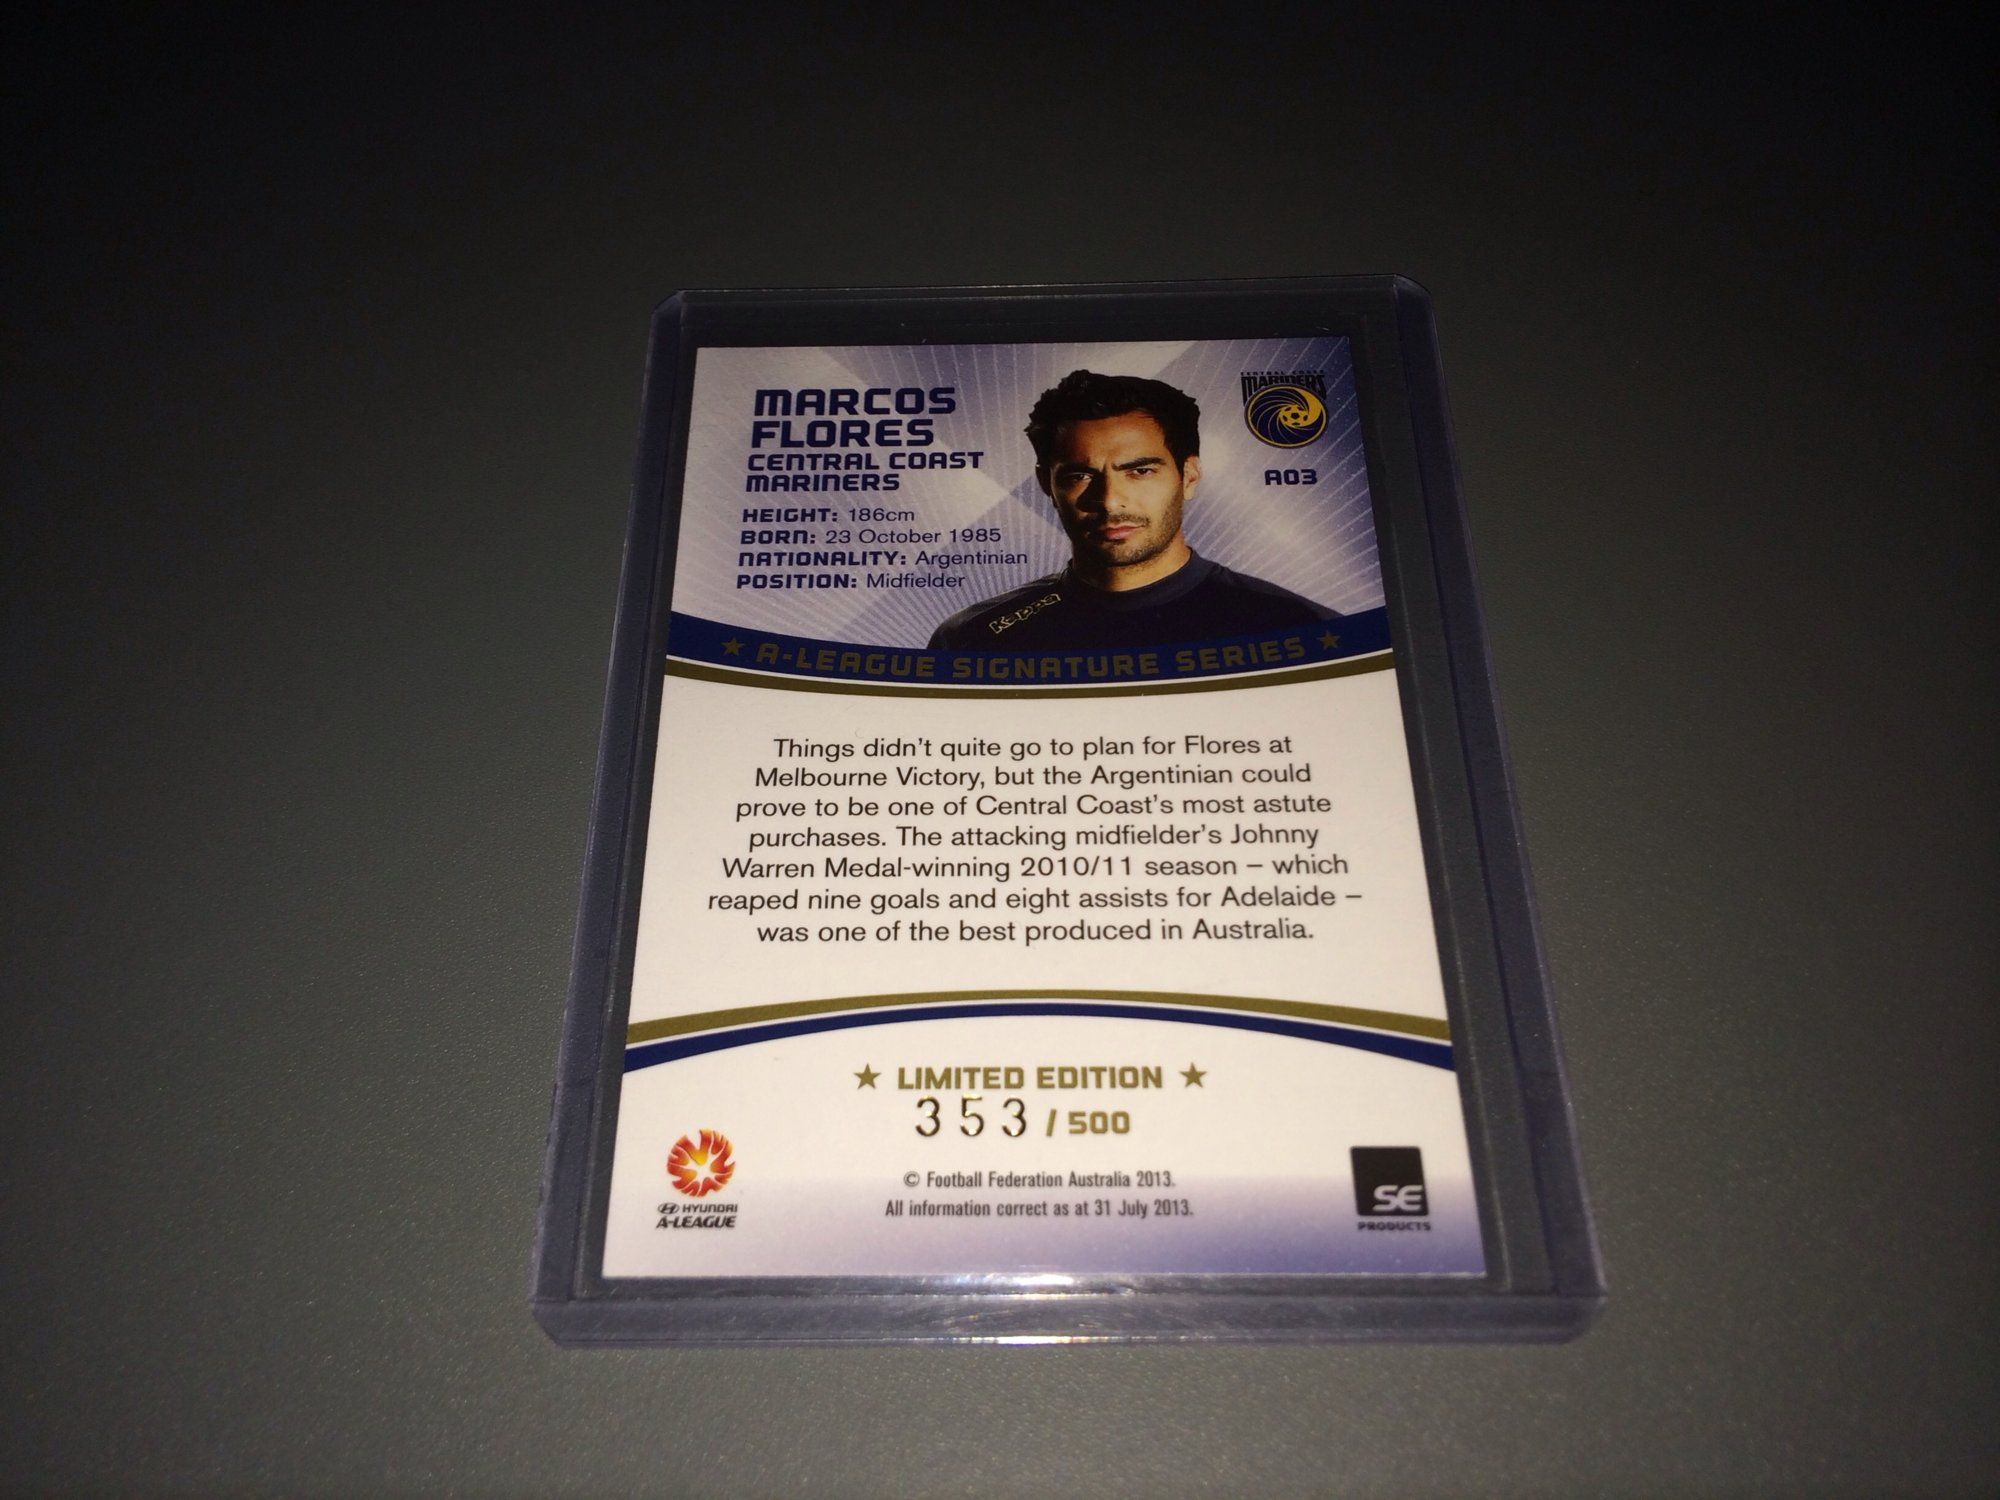 MARCOS
FLORES
CENTRAL COAST
MARINERS
HEIGHT: 186cm
BORN: 23 October 1985
NATIONALITY: Argentinian
POSITION: Midfielder
CENTRAL COAST
MARINERS
A03
Kappa
★ A-LEAGUE SIGNATURE SERIES ★
Things didn't quite go to plan for Flores at
Melbourne Victory, but the Argentinian could
prove to be one of Central Coast's most astute
purchases. The attacking midfielder's Johnny
Warren Medal-winning 2010/11 season – which
reaped nine goals and eight assists for Adelaide –
was one of the best produced in Australia.
★ LIMITED EDITION ★
353 / 500
© Football Federation Australia 2013.
All information correct as at 31 July 2013.
HYUNDAI
A-LEAGUE
SE
PRODUCTS